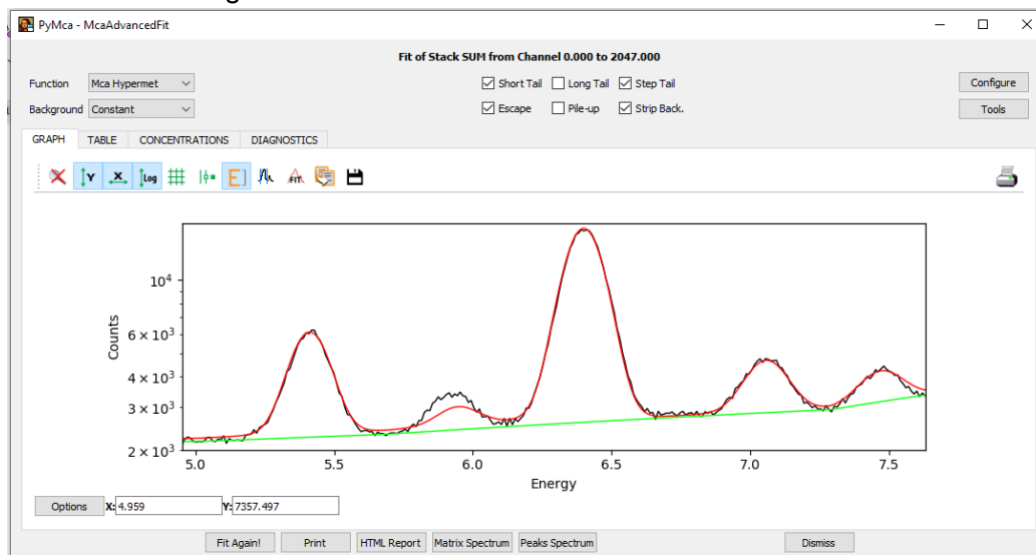 PyMca - McaAdvancedFit
Fit of Stack SUM from Channel 0.000 to 2047.000
Function Mca Hypermet Short Tail Long Tail Step Tail Configure
Background Constant Escape Pile-up Strip Back. Tools
GRAPH TABLE CONCENTRATIONS DIAGNOSTICS
Y X Log E] FIT
10⁴
6 × 10³
4 × 10³
3 × 10³
2 × 10³
Counts
5.0 5.5 6.0 6.5 7.0 7.5
Energy
Options X: 4.959 Y: 7357.497
Fit Again! Print HTML Report Matrix Spectrum Peaks Spectrum Dismiss